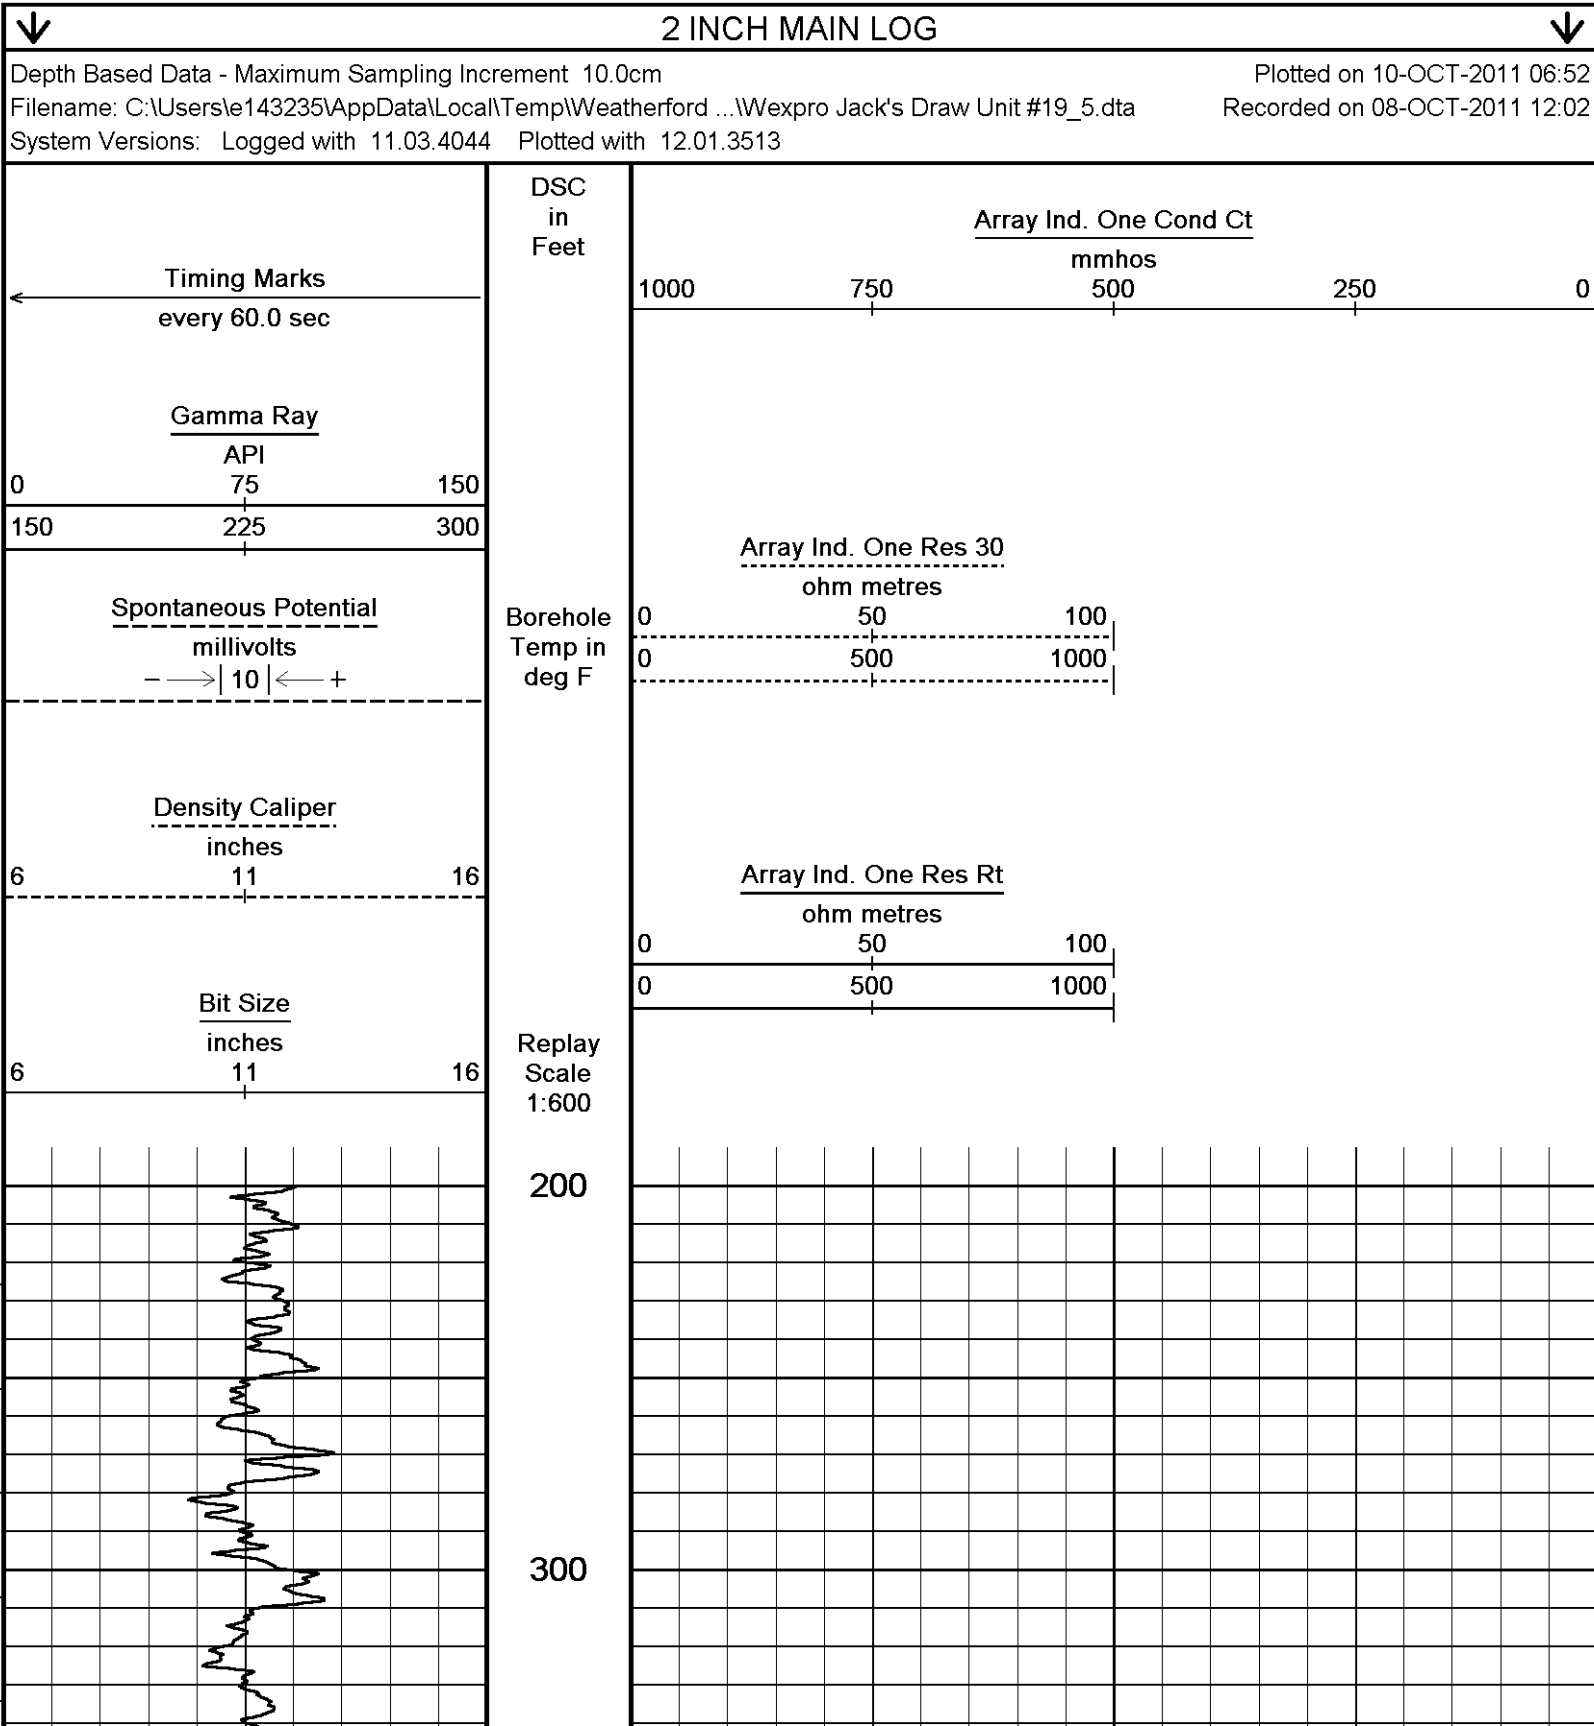 2 INCH MAIN LOG
Depth Based Data - Maximum Sampling Increment 10.0cm
Plotted on 10-OCT-2011 06:52
Filename: C:\Users\e143235\AppData\Local\Temp\Weatherford ...\Wexpro Jack's Draw Unit #19_5.dta
Recorded on 08-OCT-2011 12:02
System Versions: Logged with 11.03.4044 Plotted with 12.01.3513
Timing Marks
every 60.0 sec
Gamma Ray
API
0 75 150
150 225 300
Spontaneous Potential
millivolts
− 10 +
Density Caliper
inches
6 11 16
Bit Size
inches
6 11 16
DSC
in
Feet
Borehole
Temp in
deg F
Replay
Scale
1:600
200
300
Array Ind. One Cond Ct
mmhos
1000 750 500 250 0
Array Ind. One Res 30
ohm metres
0 50 100
0 500 1000
Array Ind. One Res Rt
ohm metres
0 50 100
0 500 1000